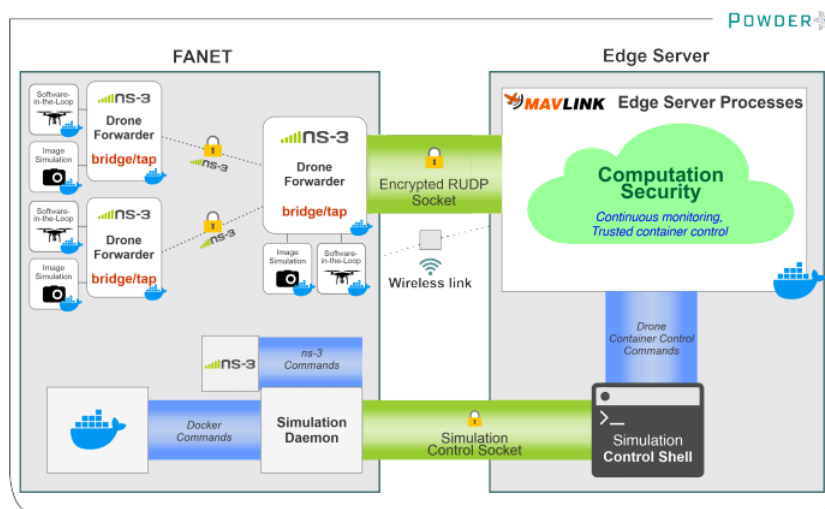 POWDER
FANET
Edge Server
Software-
in-the-Loop
ns-3
Drone
Forwarder
bridge/tap
Image
Simulation
ns-3
ns-3
Drone
Forwarder
bridge/tap
Software-
in-the-Loop
ns-3
Drone
Forwarder
bridge/tap
Image
Simulation
ns-3
Image
Simulation
Software-
in-the-Loop
Encrypted RUDP
Socket
Wireless link
MAVLINK Edge Server Processes
Computation
Security
Continuous monitoring,
Trusted container control
Drone
Container Control
Commands
ns-3
ns-3
Commands
Docker
Commands
Simulation
Daemon
Simulation
Control Socket
>_
Simulation
Control Shell